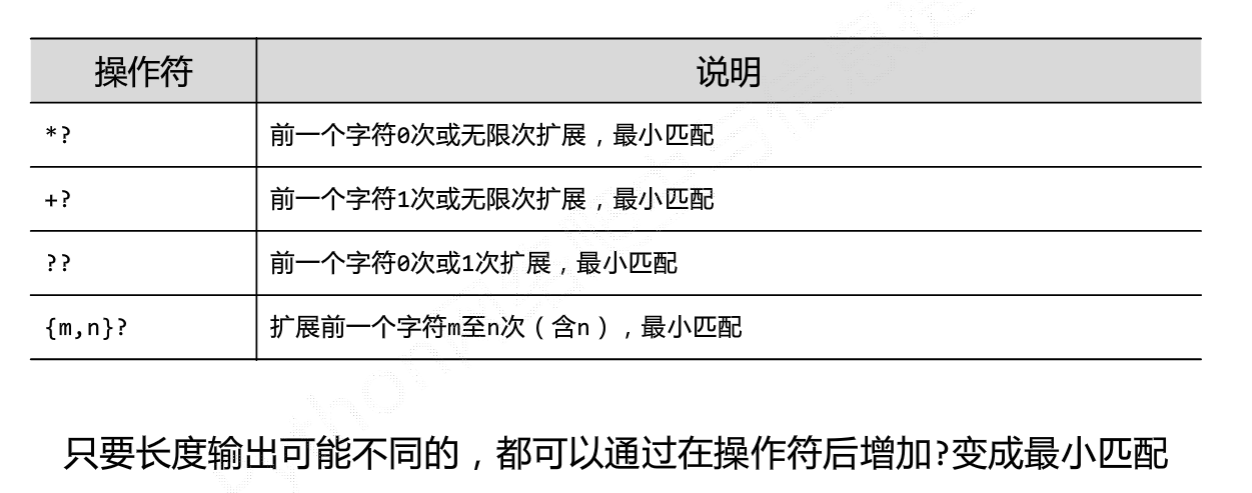 操作符 说明
*? 前一个字符0次或无限次扩展，最小匹配
+? 前一个字符1次或无限次扩展，最小匹配
?? 前一个字符0次或1次扩展，最小匹配
{m,n}? 扩展前一个字符m至n次（含n），最小匹配
只要长度输出可能不同的，都可以通过在操作符后增加?变成最小匹配